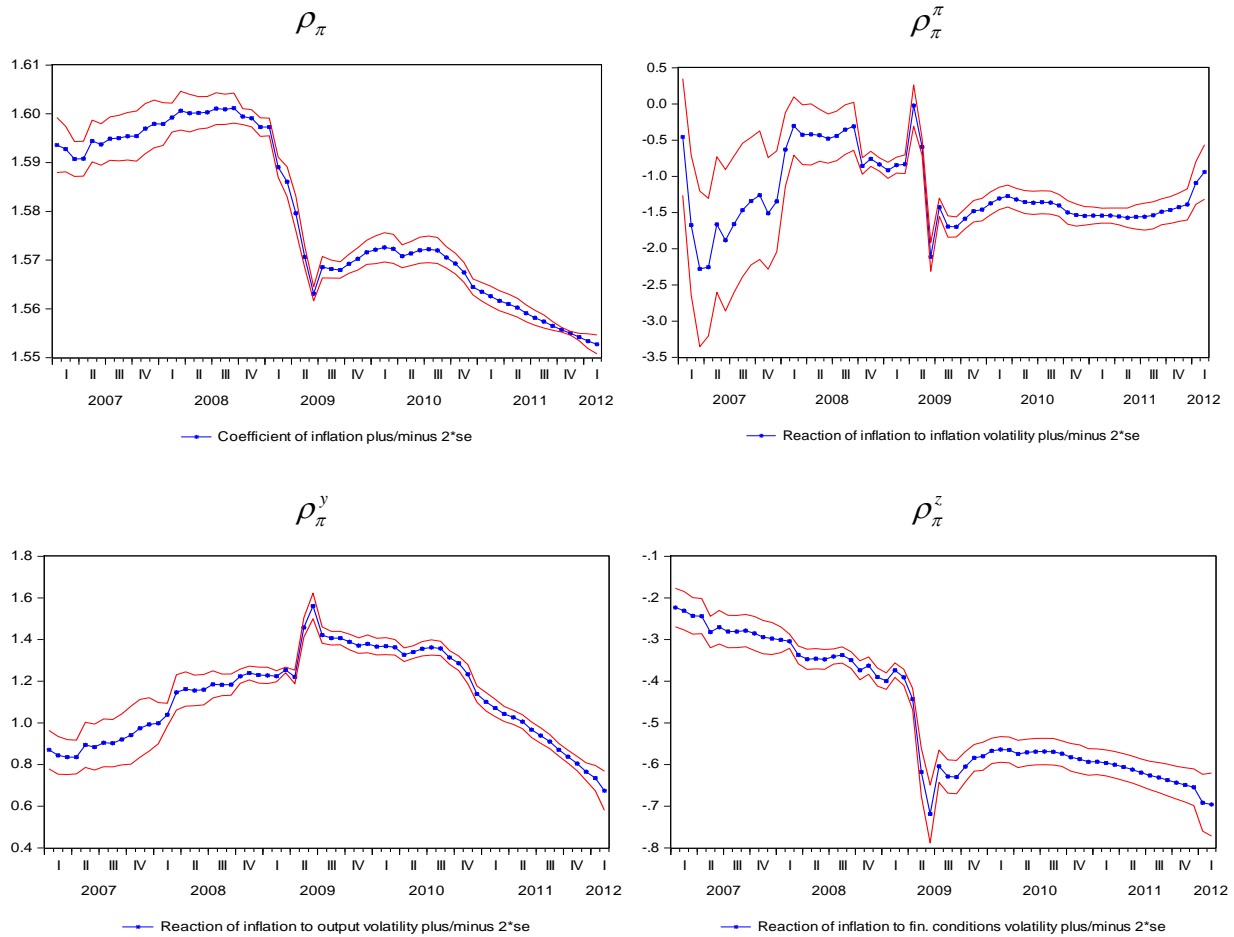 ρ_π
1.61
1.60
1.59
1.58
1.57
1.56
1.55
I II III IV I II III IV I II III IV I II III IV I II III IV I
2007 2008 2009 2010 2011 2012
Coefficient of inflation plus/minus 2*se
ρ_π^π
0.5
0.0
-0.5
-1.0
-1.5
-2.0
-2.5
-3.0
-3.5
I II III IV I II III IV I II III IV I II III IV I II III IV I
2007 2008 2009 2010 2011 2012
Reaction of inflation to inflation volatility plus/minus 2*se
ρ_π^y
1.8
1.6
1.4
1.2
1.0
0.8
0.6
0.4
I II III IV I II III IV I II III IV I II III IV I II III IV I
2007 2008 2009 2010 2011 2012
Reaction of inflation to output volatility plus/minus 2*se
ρ_π^z
-.1
-.2
-.3
-.4
-.5
-.6
-.7
-.8
I II III IV I II III IV I II III IV I II III IV I II III IV I
2007 2008 2009 2010 2011 2012
Reaction of inflation to fin. conditions volatility plus/minus 2*se